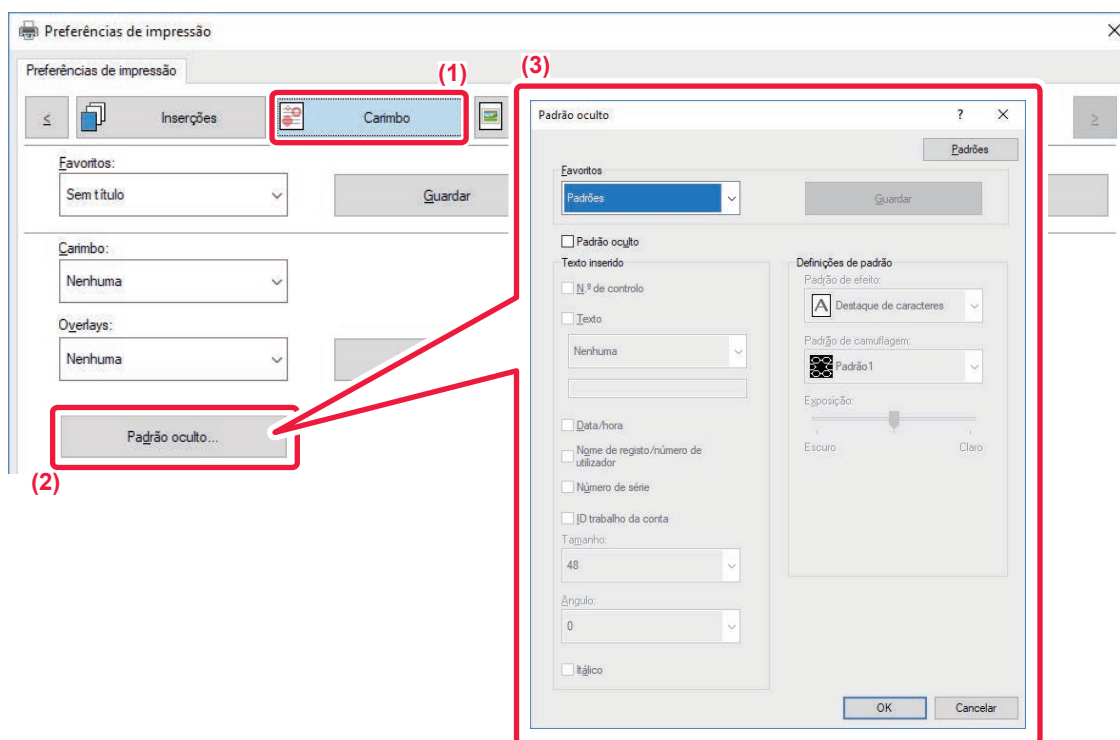 Preferências de impressão
Preferências de impressão
(1)
<
Inserções
Carimbo
>
Favoritos:
Sem título
Guardar
Carimbo:
Nenhuma
Overlays:
Nenhuma
Padrão oculto...
(2)
(3)
Padrão oculto
?
Padrões
Favoritos
Padrões
Guardar
Padrão oculto
Texto inserido
N.º de controlo
Texto
Nenhuma
Data/hora
Nome de registo/número de
utilizador
Número de série
ID trabalho da conta
Tamanho:
48
Angulo:
0
Itálico
Definições de padrão
Padrão de efeito:
A Destaque de caracteres
Padrão de camuflagem:
Padrão1
Exposição:
Escuro Claro
OK
Cancelar